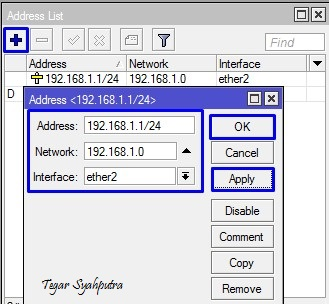 Address List
Find
Address Network Interface
192.168.1.1/24 192.168.1.0 ether2
D
Address <192.168.1.1/24>
Address: 192.168.1.1/24
OK
Network: 192.168.1.0
Cancel
Interface: ether2
Apply
Disable
Comment
Copy
Remove
Tegar Syahputra